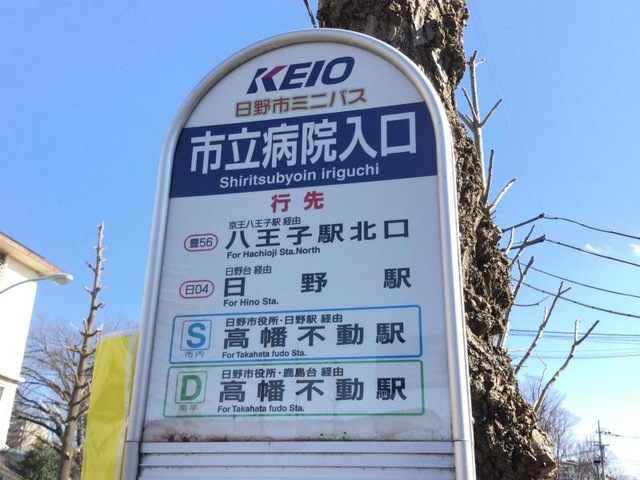 KEIO
日野市ミニバス
市立病院入口
Shiritsubyoin iriguchi
行先
京王八王子駅 経由
豊56 八王子駅北口
For Hachioji Sta.North
日野台 経由
日04 日野駅
For Hino Sta.
日野市役所・日野駅 経由
S 高幡不動駅
市内 For Takahata fudo Sta.
日野市役所・鹿島台 経由
D 高幡不動駅
南平 For Takahata fudo Sta.